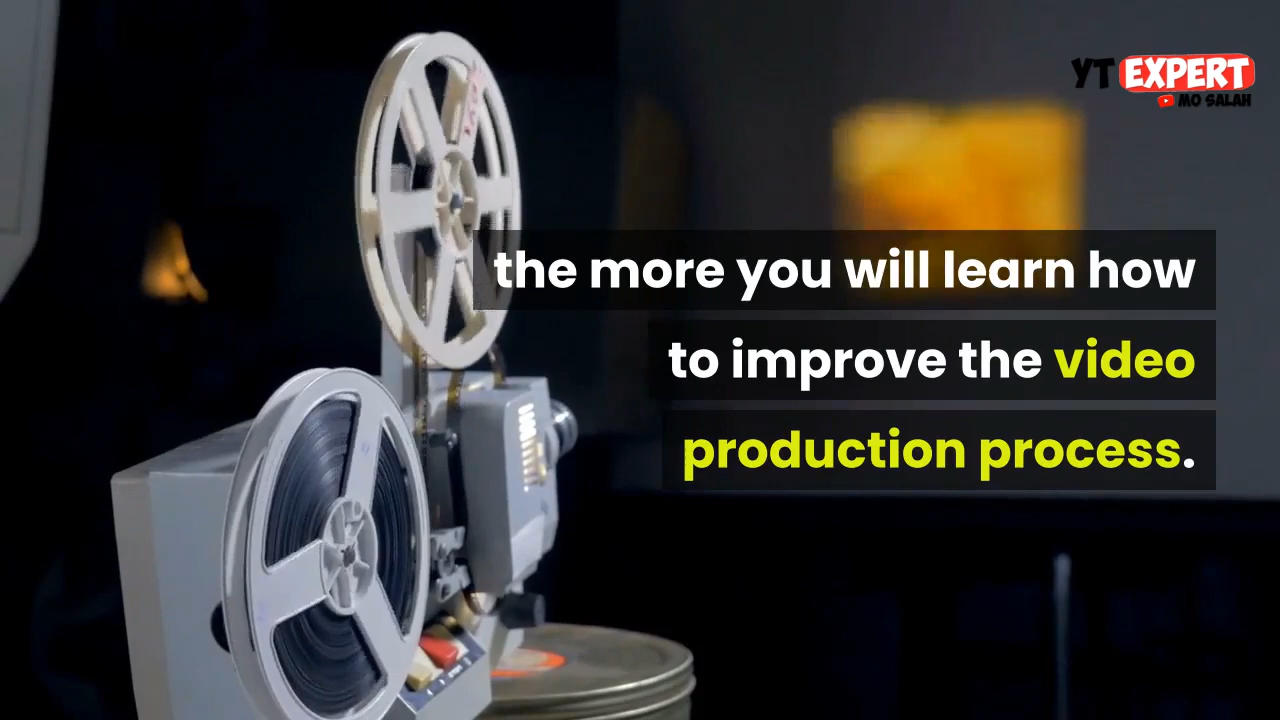 YT EXPERT
MO SALAH
the more you will learn how
to improve the video
production process.